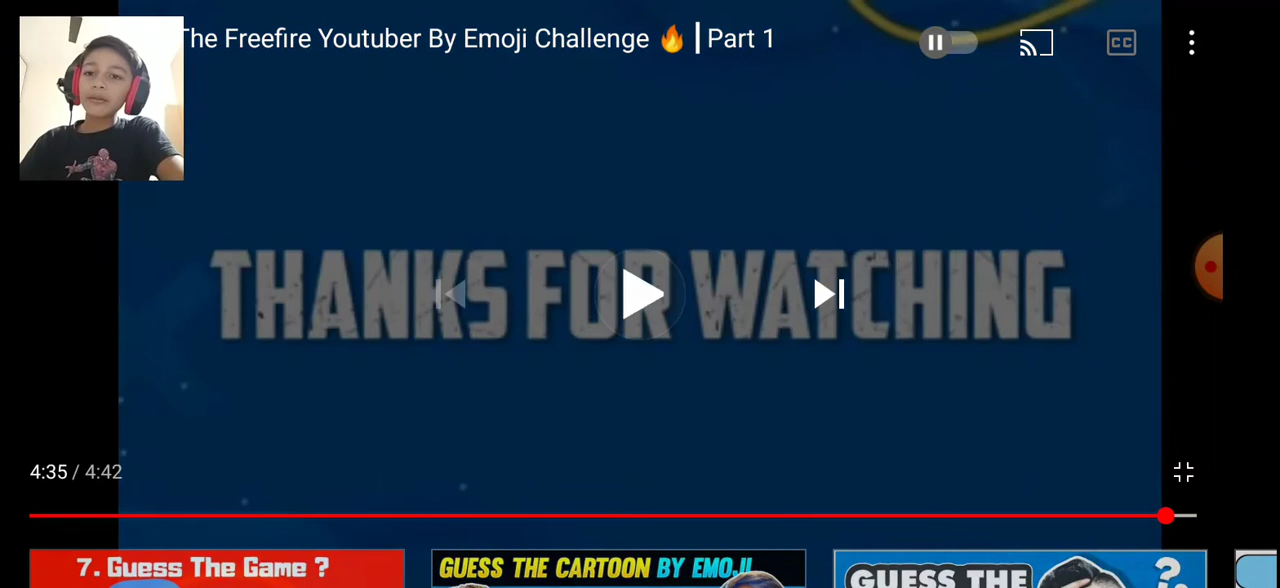 The Freefire Youtuber By Emoji Challenge 🔥 | Part 1
CC
THANKS FOR WATCHING
4:35 / 4:42
7. Guess The Game ?
GUESS THE CARTOON BY EMOJI
GUESS THE ?